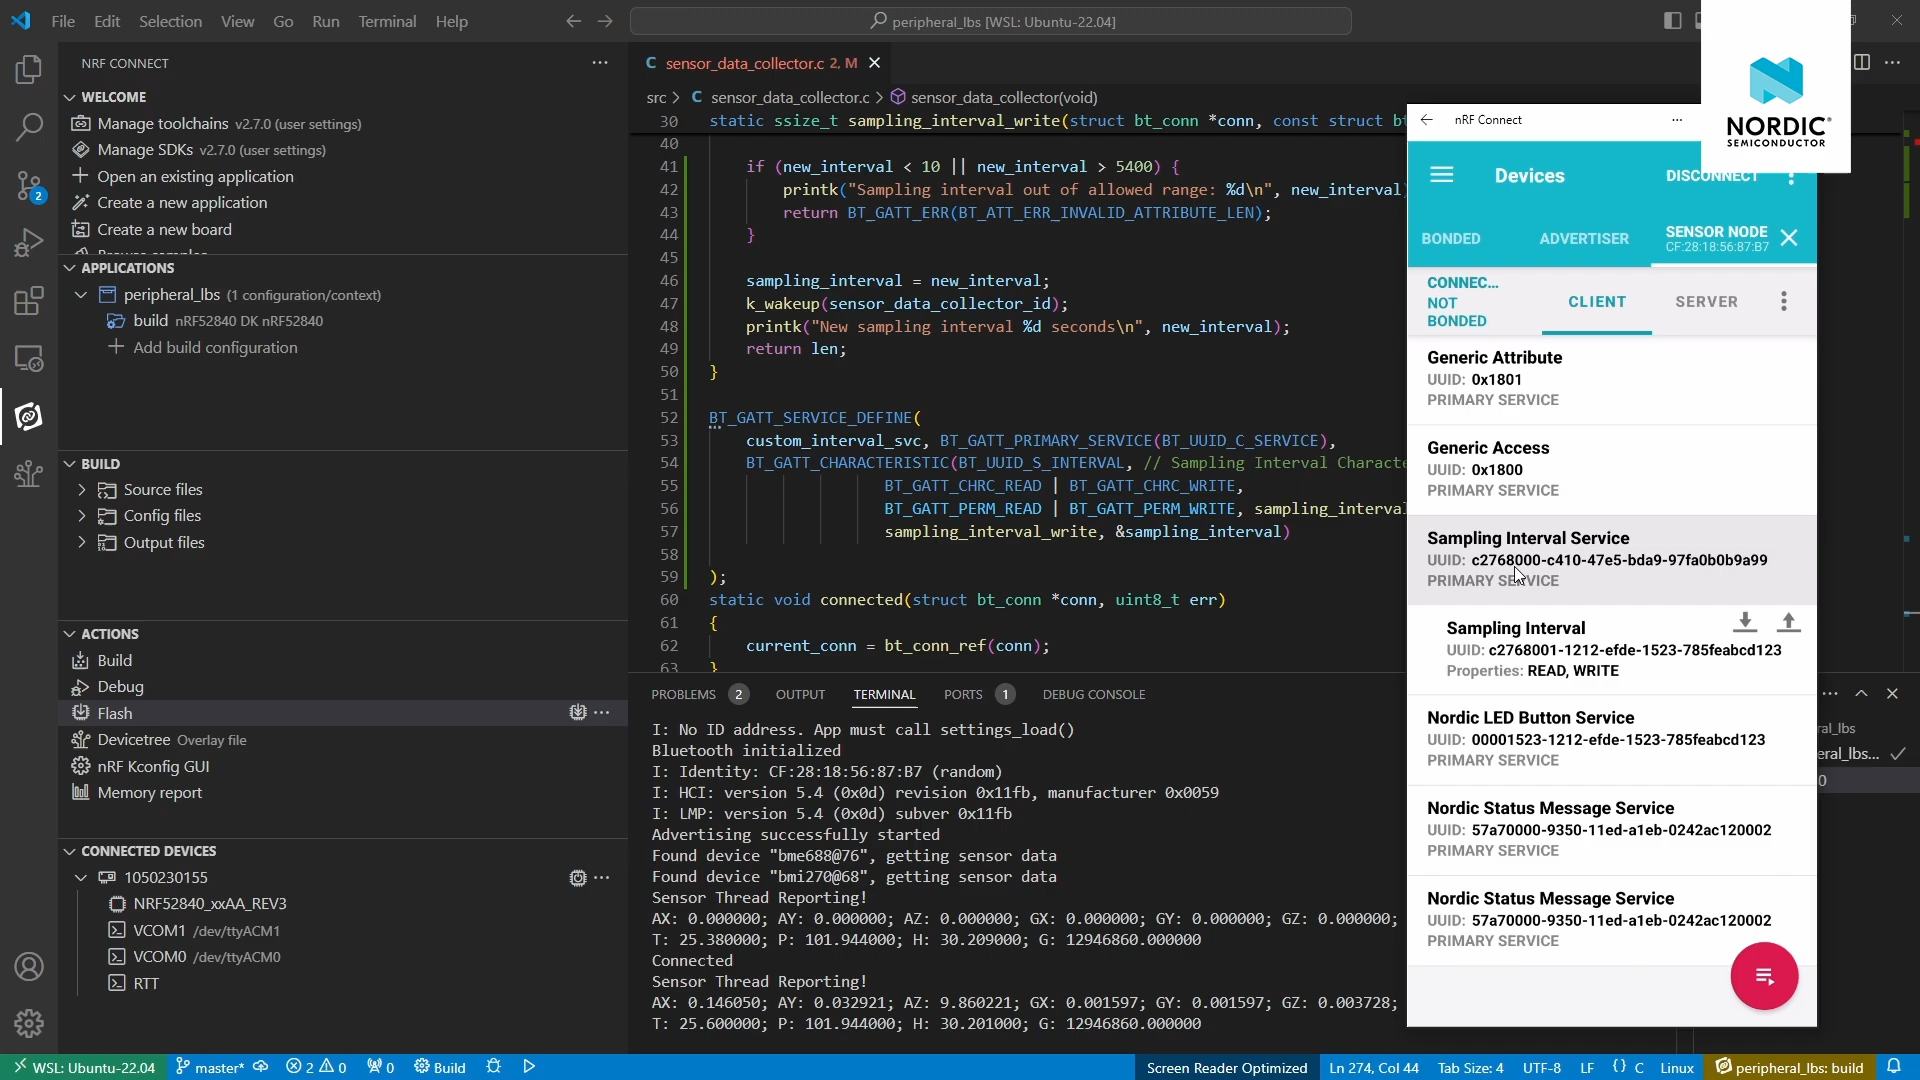 File Edit Selection View Go Run Terminal Help
peripheral_lbs [WSL: Ubuntu-22.04]
NRF CONNECT
WELCOME
Manage toolchains v2.7.0 (user settings)
Manage SDKs v2.7.0 (user settings)
Open an existing application
Create a new application
Create a new board
APPLICATIONS
peripheral_lbs (1 configuration/context)
build nRF52840 DK nRF52840
Add build configuration
BUILD
Source files
Config files
Output files
ACTIONS
Build
Debug
Flash
Devicetree Overlay file
nRF Kconfig GUI
Memory report
CONNECTED DEVICES
1050230155
NRF52840_xxAA_REV3
VCOM1 /dev/ttyACM1
VCOM0 /dev/ttyACM0
RTT
2
C sensor_data_collector.c 2, M
src > C sensor_data_collector.c > sensor_data_collector(void)
30 static ssize_t sampling_interval_write(struct bt_conn *conn, const struct bt
40
41 if (new_interval < 10 || new_interval > 5400) {
42 printk("Sampling interval out of allowed range: %d\n", new_interval)
43 return BT_GATT_ERR(BT_ATT_ERR_INVALID_ATTRIBUTE_LEN);
44 }
45
46 sampling_interval = new_interval;
47 k_wakeup(sensor_data_collector_id);
48 printk("New sampling interval %d seconds\n", new_interval);
49 return len;
50 }
51
52 BT_GATT_SERVICE_DEFINE(
53 custom_interval_svc, BT_GATT_PRIMARY_SERVICE(BT_UUID_C_SERVICE),
54 BT_GATT_CHARACTERISTIC(BT_UUID_S_INTERVAL, // Sampling Interval Characte
55 BT_GATT_CHRC_READ | BT_GATT_CHRC_WRITE,
56 BT_GATT_PERM_READ | BT_GATT_PERM_WRITE, sampling_interval
57 sampling_interval_write, &sampling_interval)
58
59 );
60 static void connected(struct bt_conn *conn, uint8_t err)
61 {
62 current_conn = bt_conn_ref(conn);
63 }
PROBLEMS 2 OUTPUT TERMINAL PORTS 1 DEBUG CONSOLE
I: No ID address. App must call settings_load()
Bluetooth initialized
I: Identity: CF:28:18:56:87:B7 (random)
I: HCI: version 5.4 (0x0d) revision 0x11fb, manufacturer 0x0059
I: LMP: version 5.4 (0x0d) subver 0x11fb
Advertising successfully started
Found device "bme688@76", getting sensor data
Found device "bmi270@68", getting sensor data
Sensor Thread Reporting!
AX: 0.000000; AY: 0.000000; AZ: 0.000000; GX: 0.000000; GY: 0.000000; GZ: 0.000000;
T: 25.380000; P: 101.944000; H: 30.209000; G: 12946860.000000
Connected
Sensor Thread Reporting!
AX: 0.146050; AY: 0.032921; AZ: 9.860221; GX: 0.001597; GY: 0.001597; GZ: 0.003728;
T: 25.600000; P: 101.944000; H: 30.201000; G: 12946860.000000
NORDIC
SEMICONDUCTOR
nRF Connect
Devices DISCONNECT
BONDED ADVERTISER SENSOR NODE
CF:28:18:56:87:B7
CONNEC...
NOT
BONDED
CLIENT SERVER
Generic Attribute
UUID: 0x1801
PRIMARY SERVICE
Generic Access
UUID: 0x1800
PRIMARY SERVICE
Sampling Interval Service
UUID: c2768000-c410-47e5-bda9-97fa0b0b9a99
PRIMARY SERVICE
Sampling Interval
UUID: c2768001-1212-efde-1523-785feabcd123
Properties: READ, WRITE
Nordic LED Button Service
UUID: 00001523-1212-efde-1523-785feabcd123
PRIMARY SERVICE
Nordic Status Message Service
UUID: 57a70000-9350-11ed-a1eb-0242ac120002
PRIMARY SERVICE
Nordic Status Message Service
UUID: 57a70000-9350-11ed-a1eb-0242ac120002
PRIMARY SERVICE
ral_lbs
eral_lbs...
0
WSL: Ubuntu-22.04 master* 2 0 0 Build Screen Reader Optimized Ln 274, Col 44 Tab Size: 4 UTF-8 LF {} C Linux peripheral_lbs: build